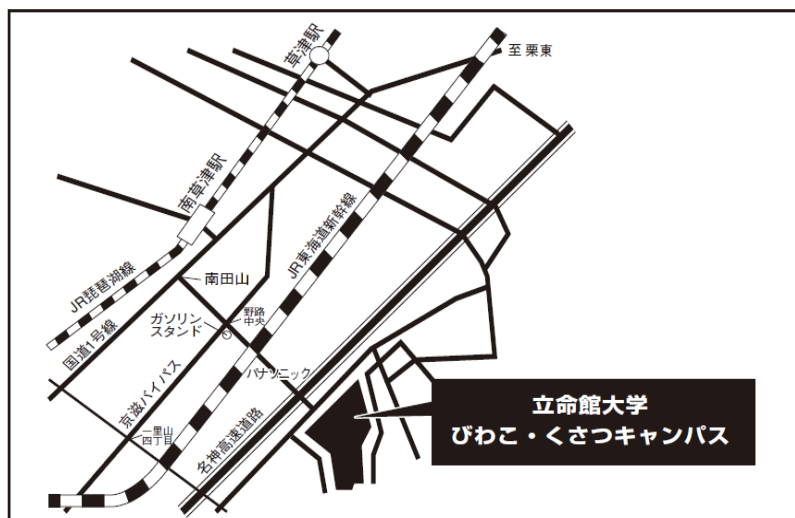 草津駅
至 栗東
南草津駅
JR東海道新幹線
JR琵琶湖線
南田山
国道1号線
ガソリン
スタンド
野路
中央
パナソニック
京滋バイパス
一里山
四丁目
名神高速道路
立命館大学
びわこ・くさつキャンパス